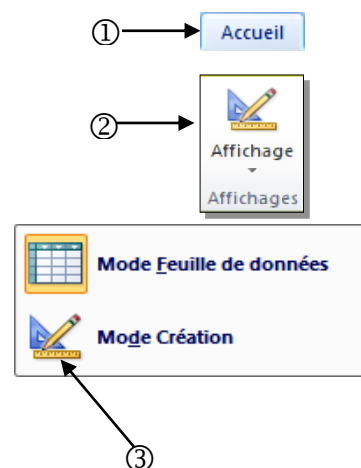 ① Accueil
② Affichage
Affichages
Mode Feuille de données
Mode Création
③